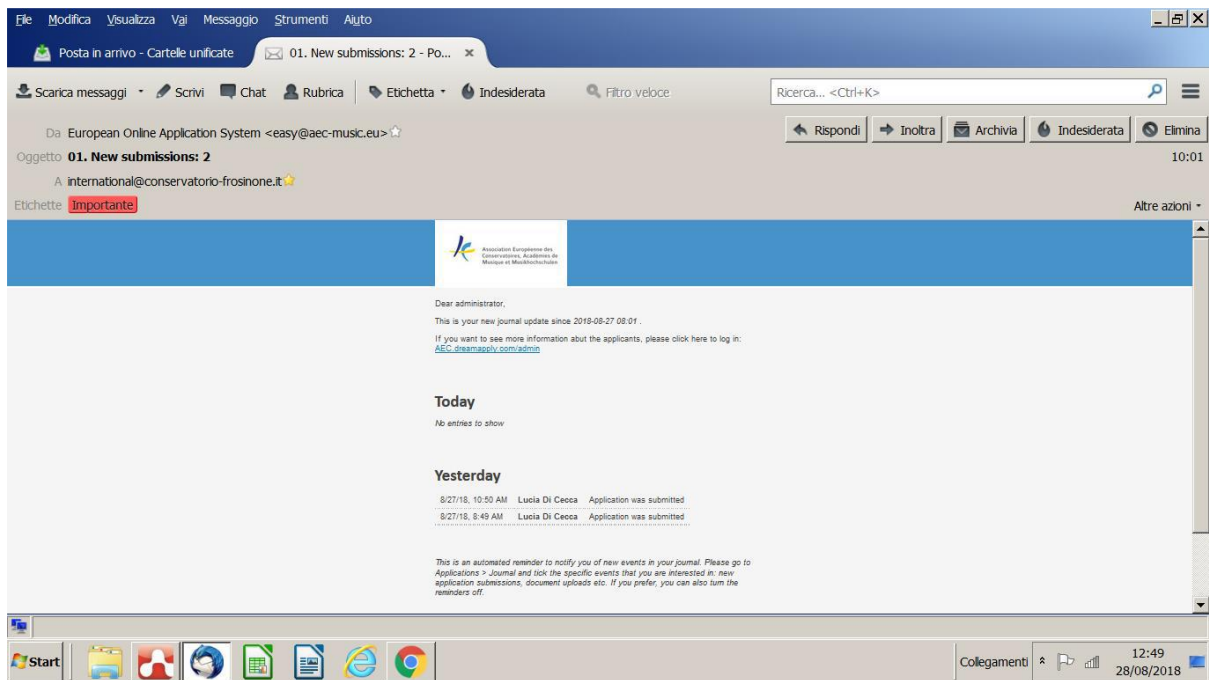 File Modifica Visualizza Vai Messaggio Strumenti Aiuto
Posta in arrivo - Cartelle unificate 01. New submissions: 2 - Po...
Scarica messaggi Scrivi Chat Rubrica Etichetta Indesiderata Filtro veloce Ricerca... <Ctrl+K>
Da European Online Application System <easy@aec-music.eu> Rispondi Inoltra Archivia Indesiderata Elimina
Oggetto 01. New submissions: 2 10:01
A international@conservatorio-frosinone.it
Etichette Importante Altre azioni
Association Européenne des
Conservatoires, Académies de
Musique et Musikhochschulen
Dear administrator,
This is your new journal update since 2018-08-27 08:01 .
If you want to see more information abut the applicants, please click here to log in:
AEC.dreamapply.com/admin
Today
No entries to show
Yesterday
8/27/18, 10:50 AM Lucia Di Cecca Application was submitted
8/27/18, 8:49 AM Lucia Di Cecca Application was submitted
This is an automated reminder to notify you of new events in your journal. Please go to
Applications > Journal and tick the specific events that you are interested in: new
application submissions, document uploads etc. If you prefer, you can also turn the
reminders off.
Start Collegamenti 12:49
28/08/2018